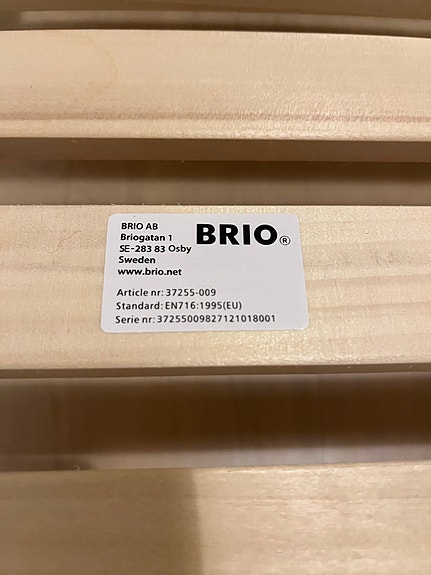 BRIO AB
Briogatan 1
SE-283 83 Osby
Sweden
www.brio.net
BRIO®
Article nr: 37255-009
Standard: EN716:1995(EU)
Serie nr: 37255009827121018001